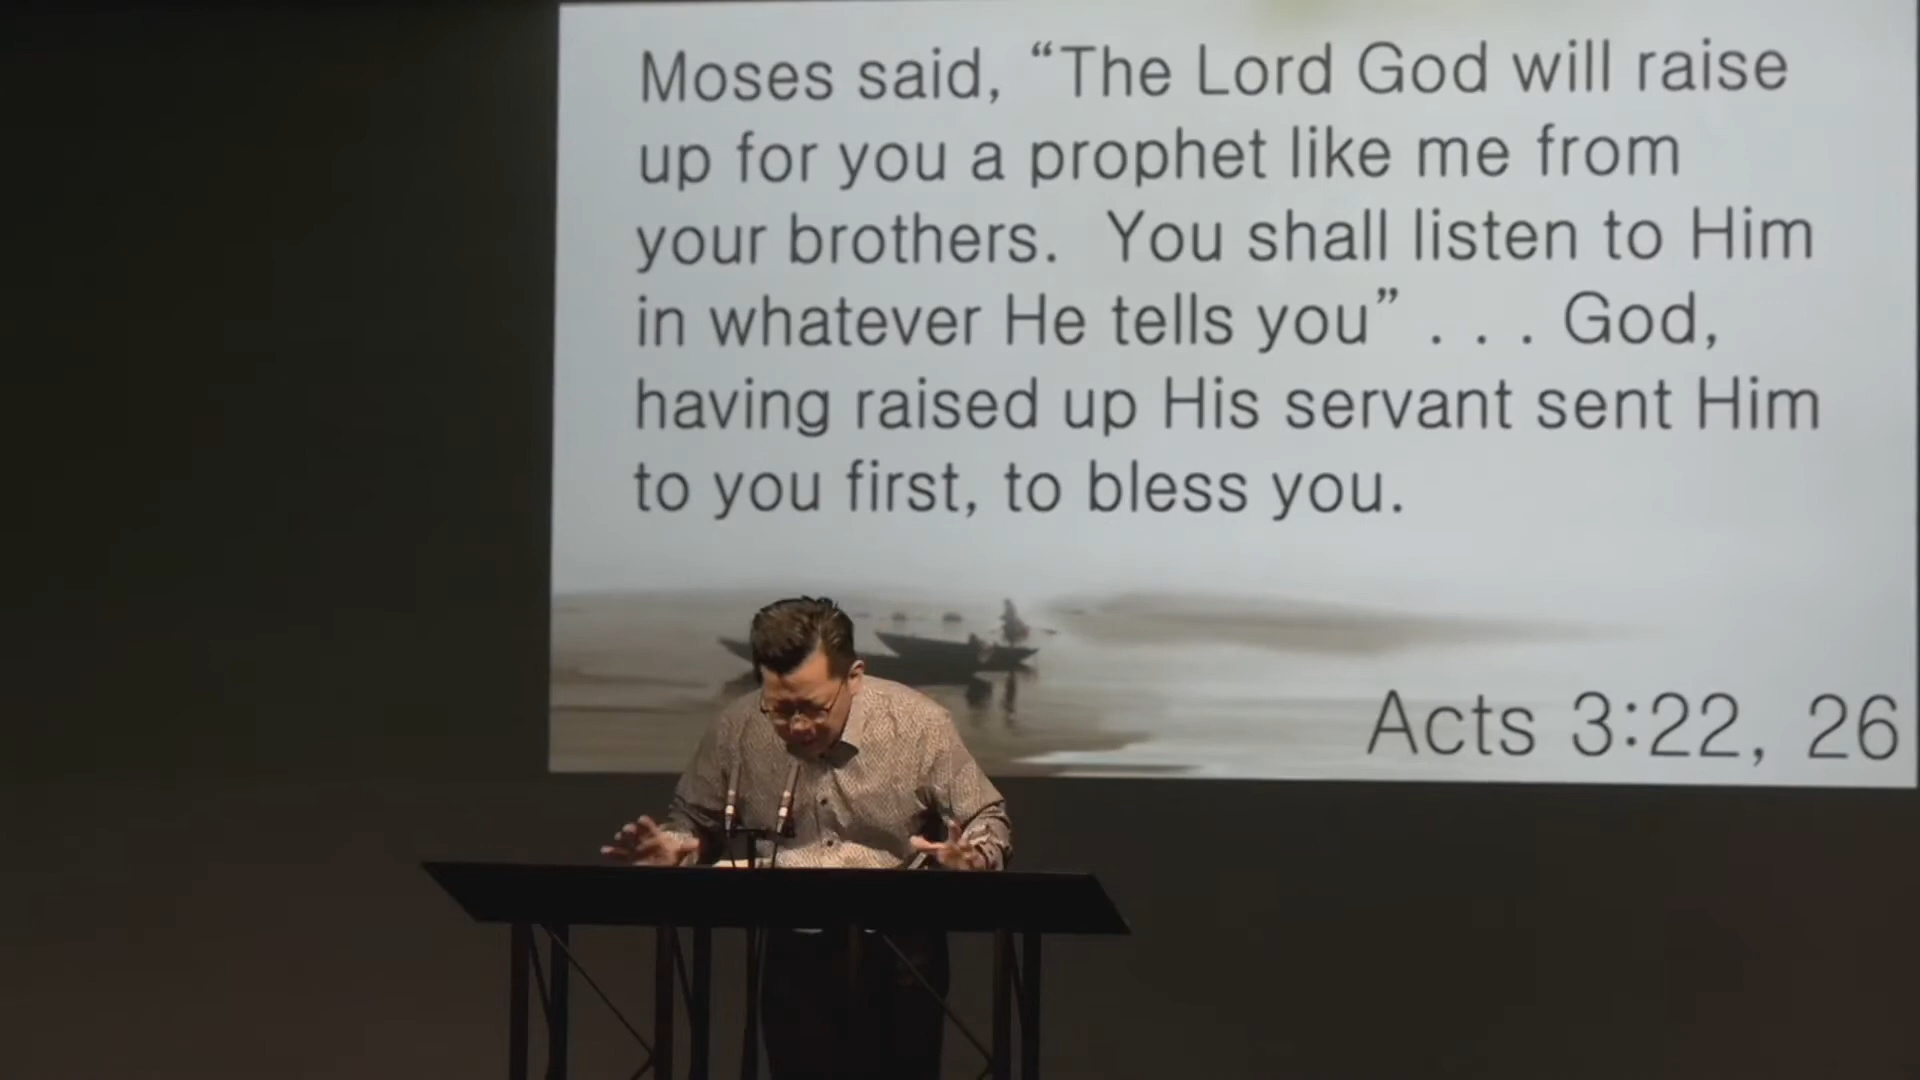 Moses said, “The Lord God will raise
up for you a prophet like me from
your brothers.  You shall listen to Him
in whatever He tells you” . . . God,
having raised up His servant sent Him
to you first, to bless you.
Acts 3:22, 26